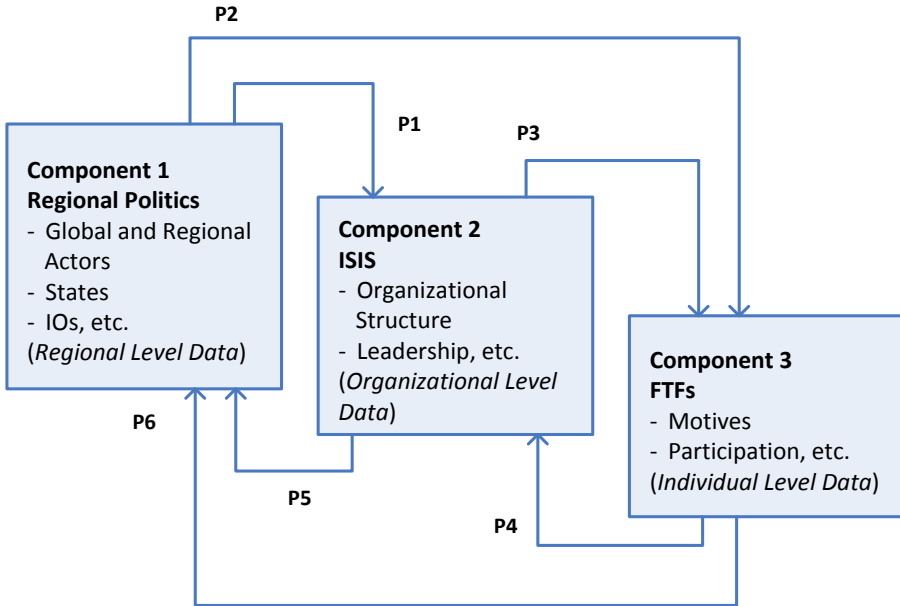 P2
P1
P3
Component 1
Regional Politics
- Global and Regional
Actors
- States
- IOs, etc.
(Regional Level Data)
Component 2
ISIS
- Organizational
Structure
- Leadership, etc.
(Organizational Level
Data)
Component 3
FTFs
- Motives
- Participation, etc.
(Individual Level Data)
P6
P5
P4